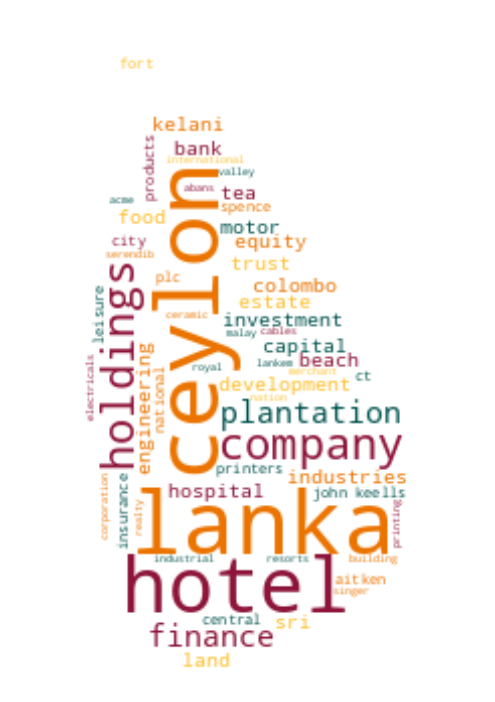 fort
kelani
products
bank
international
valley
abans
tea
acme
spence
food
motor
city
equity
serendib
trust
ceylon
plc
colombo
holdings
leisure
estate
ceramic
investment
malay
cables
capital
engineering
beach
royal
lankem
merchant
ct
electricals
national
development
nation
plantation
company
printers
industries
corporation
insurance
hospital
john keells
realty
lanka
printing
industrial
resorts
building
hotel
aitken
singer
central
sri
finance
land